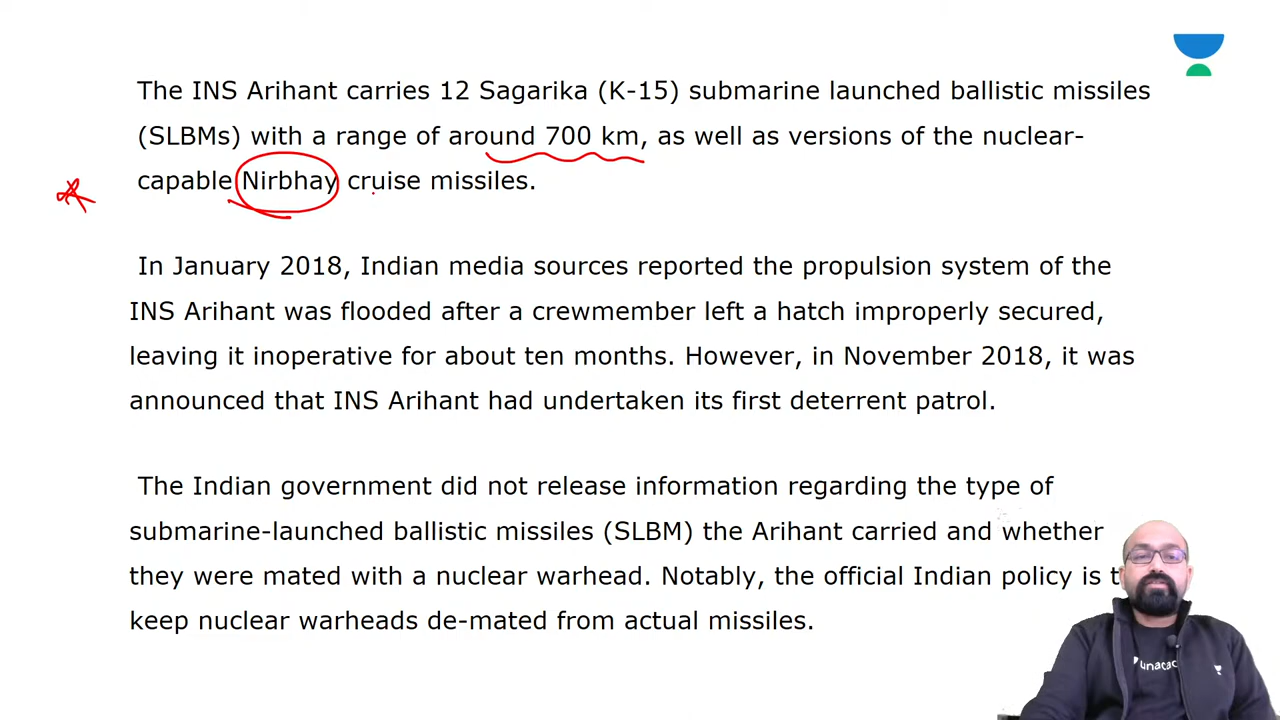 The INS Arihant carries 12 Sagarika (K-15) submarine launched ballistic missiles
(SLBMs) with a range of around 700 km, as well as versions of the nuclear-
capable Nirbhay cruise missiles.
In January 2018, Indian media sources reported the propulsion system of the
INS Arihant was flooded after a crewmember left a hatch improperly secured,
leaving it inoperative for about ten months. However, in November 2018, it was
announced that INS Arihant had undertaken its first deterrent patrol.
The Indian government did not release information regarding the type of
submarine-launched ballistic missiles (SLBM) the Arihant carried and whether
they were mated with a nuclear warhead. Notably, the official Indian policy is
keep nuclear warheads de-mated from actual missiles.